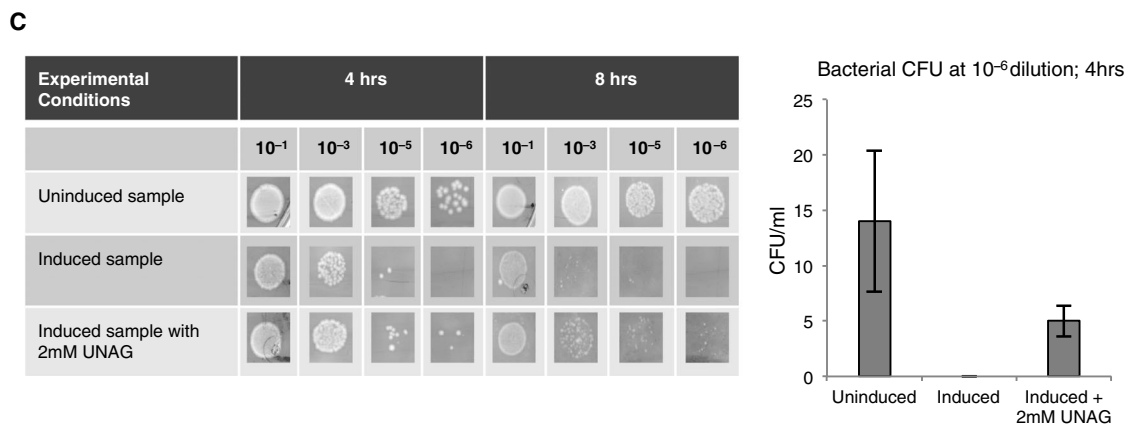 C
Experimental
Conditions
4 hrs
8 hrs
10–1 10–3 10–5 10–6 10–1 10–3 10–5 10–6
Uninduced sample
Induced sample
Induced sample with
2mM UNAG
Bacterial CFU at 10–6 dilution; 4hrs
25
20
15
10
5
0
CFU/ml
Uninduced
Induced
Induced +
2mM UNAG